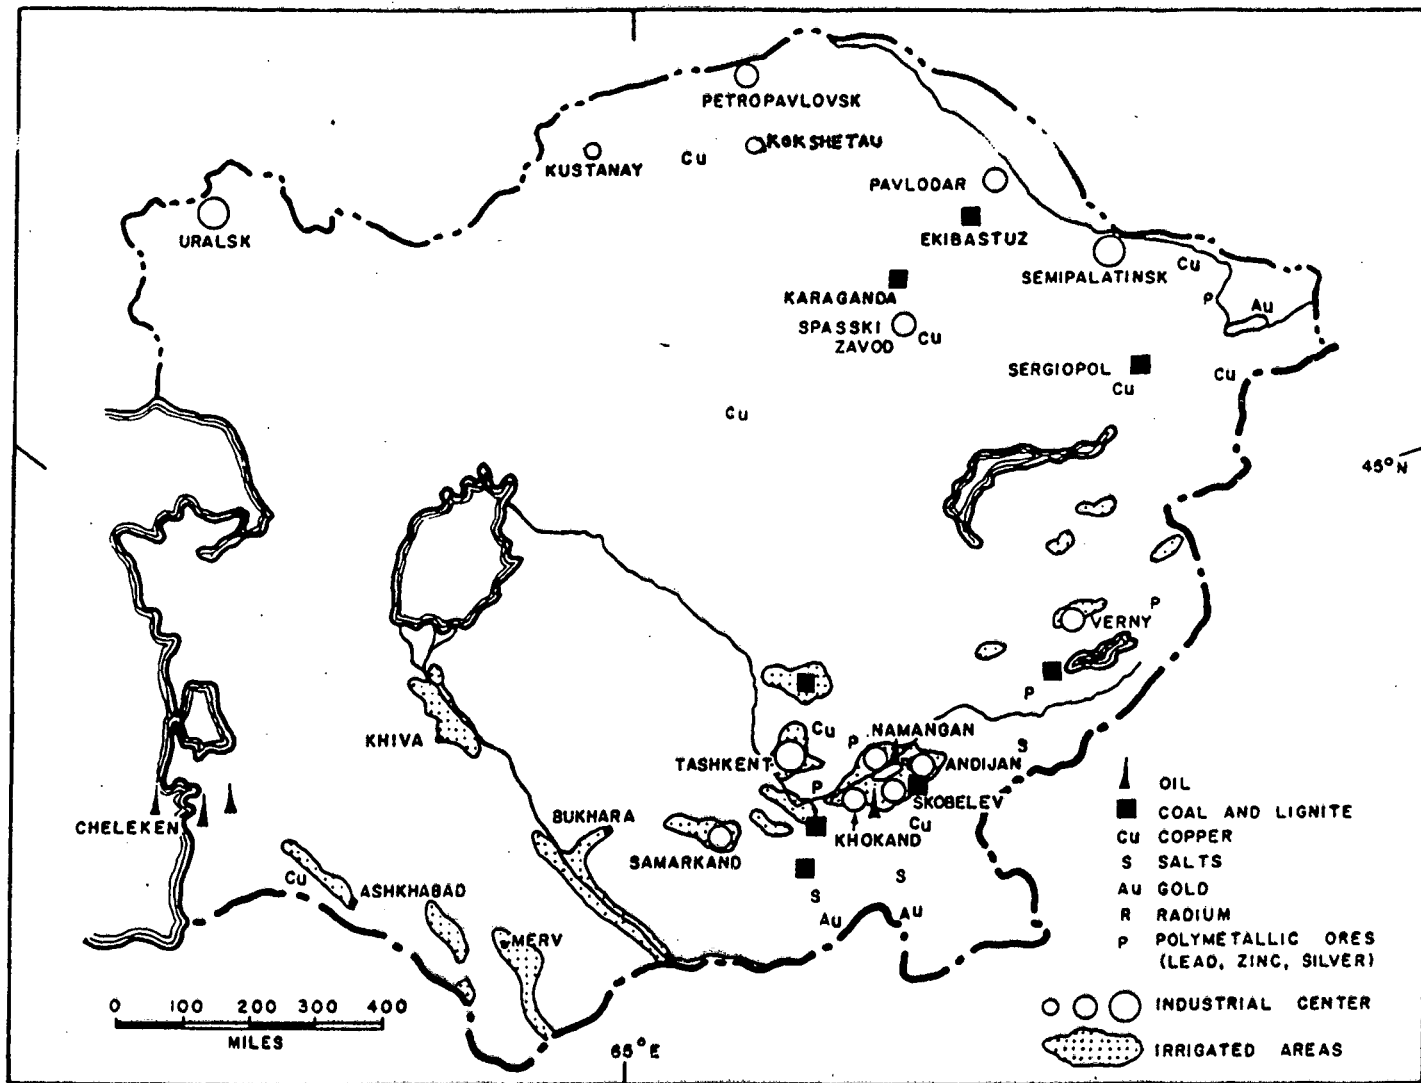 PETROPAVLOVSK
KOKSHETAU
KUSTANAY
Cu
PAVLODAR
URALSK
EKIBASTUZ
SEMIPALATINSK
Cu
KARAGANDA
P
Au
SPASSKI
ZAVOD
Cu
SERGIOPOL
Cu
Cu
Cu
45°N
P
VERNY
P
KHIVA
Cu
NAMANGAN
P
S
TASHKENT
R
ANDIJAN
P
SKOBELEV
CHELEKEN
BUKHARA
KHOKAND
Cu
SAMARKAND
Cu
ASHKHABAD
S
S
Au
Au
MERV
OIL
COAL AND LIGNITE
Cu COPPER
S SALTS
Au GOLD
R RADIUM
P POLYMETALLIC ORES
(LEAD, ZINC, SILVER)
INDUSTRIAL CENTER
IRRIGATED AREAS
0 100 200 300 400
MILES
65°E